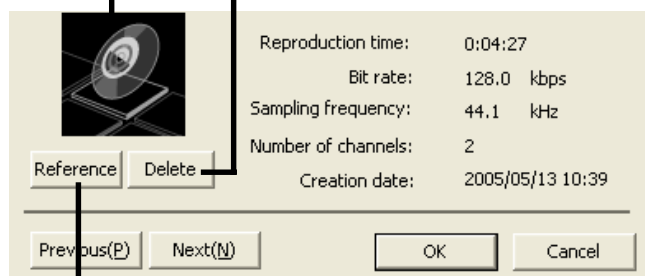 Reproduction time: 0:04:27
Bit rate: 128.0 kbps
Sampling frequency: 44.1 kHz
Number of channels: 2
Reference Delete
Creation date: 2005/05/13 10:39
Previous(P) Next(N) OK Cancel